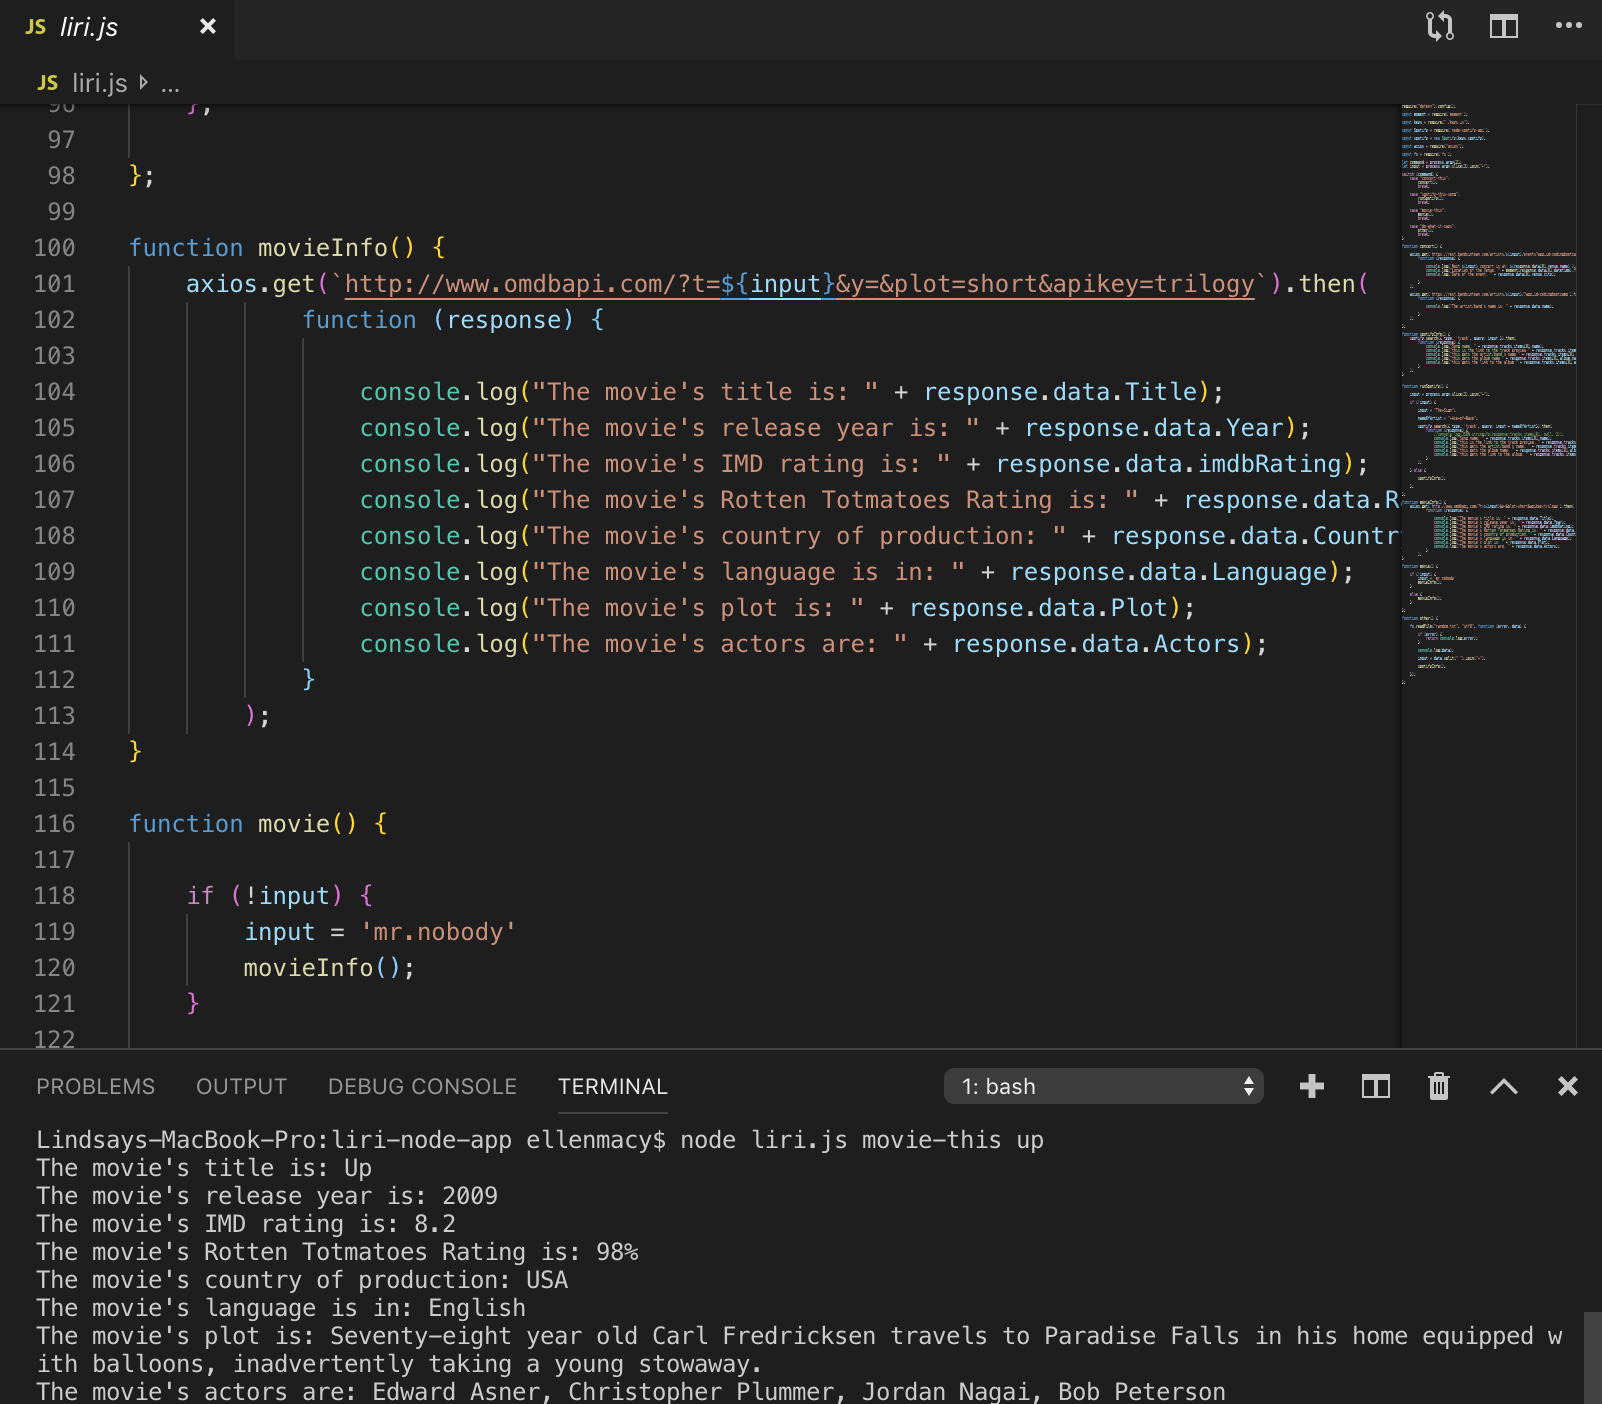 JS liri.js
JS liri.js ...
96 };
97
98 };
99
100 function movieInfo() {
101 axios.get(`http://www.omdbapi.com/?t=${input}&y=&plot=short&apikey=trilogy`).then(
102 function (response) {
103
104 console.log("The movie's title is: " + response.data.Title);
105 console.log("The movie's release year is: " + response.data.Year);
106 console.log("The movie's IMD rating is: " + response.data.imdbRating);
107 console.log("The movie's Rotten Totmatoes Rating is: " + response.data.R
108 console.log("The movie's country of production: " + response.data.Countr
109 console.log("The movie's language is in: " + response.data.Language);
110 console.log("The movie's plot is: " + response.data.Plot);
111 console.log("The movie's actors are: " + response.data.Actors);
112 }
113 );
114 }
115
116 function movie() {
117
118 if (!input) {
119 input = 'mr.nobody'
120 movieInfo();
121 }
122
PROBLEMS OUTPUT DEBUG CONSOLE TERMINAL 1: bash
Lindsays-MacBook-Pro:liri-node-app ellenmacy$ node liri.js movie-this up
The movie's title is: Up
The movie's release year is: 2009
The movie's IMD rating is: 8.2
The movie's Rotten Totmatoes Rating is: 98%
The movie's country of production: USA
The movie's language is in: English
The movie's plot is: Seventy-eight year old Carl Fredricksen travels to Paradise Falls in his home equipped w
ith balloons, inadvertently taking a young stowaway.
The movie's actors are: Edward Asner, Christopher Plummer, Jordan Nagai, Bob Peterson